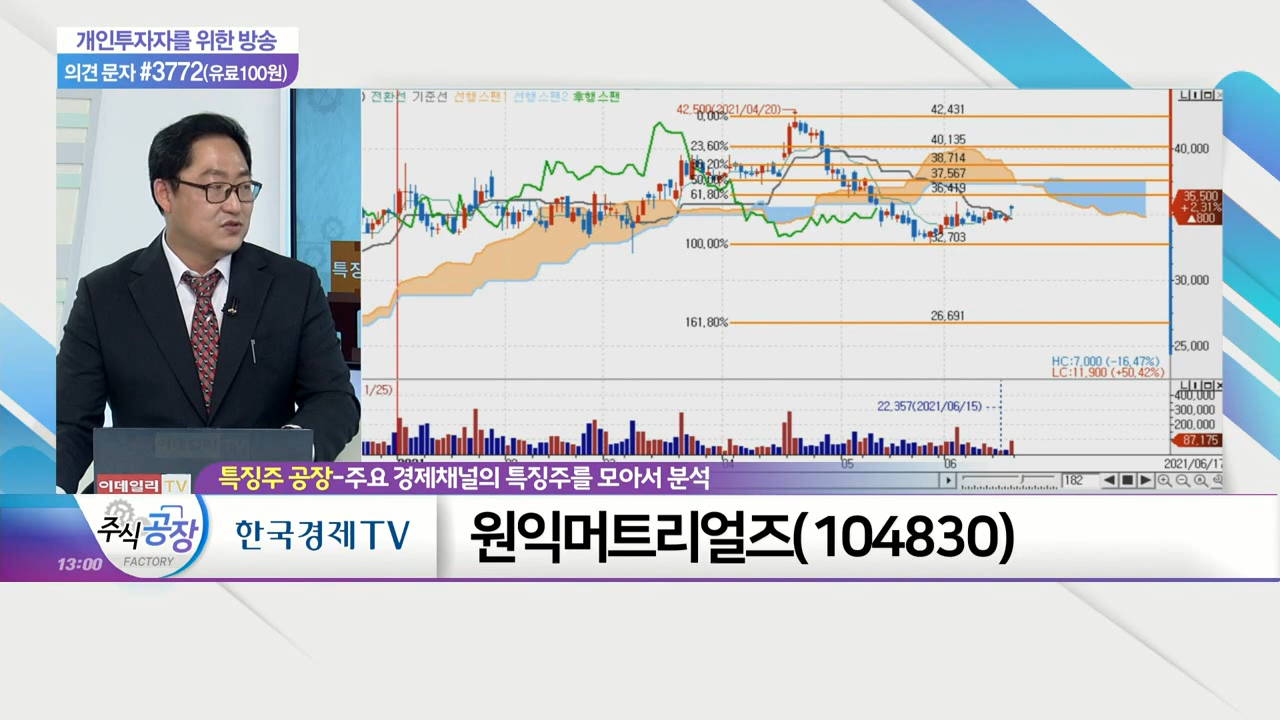 개인투자자를 위한 방송
의견 문자 #3772(유료100원)
) 전환선 기준선 선행스팬1 선행스팬2 후행스팬
42,500(2021/04/20)
0,00%
42,431
23,60%
40,135
38,714
50,00%
37,567
61,80%
36,419
100,00%
32,703
161,80%
26,691
40,000
35,500
+2,31%
▲800
30,000
25,000
HC:7,000 (-16,47%)
LC:11,900 (+50,42%)
특징
1/25)
22,357(2021/06/15)
400,000
300,000
200,000
87,175
2021
04
05
06
2021/06/17
182
이데일리 TV
특징주 공장-주요 경제채널의 특징주를 모아서 분석
주식공장
FACTORY
13:00
한국경제TV
원익머트리얼즈(104830)